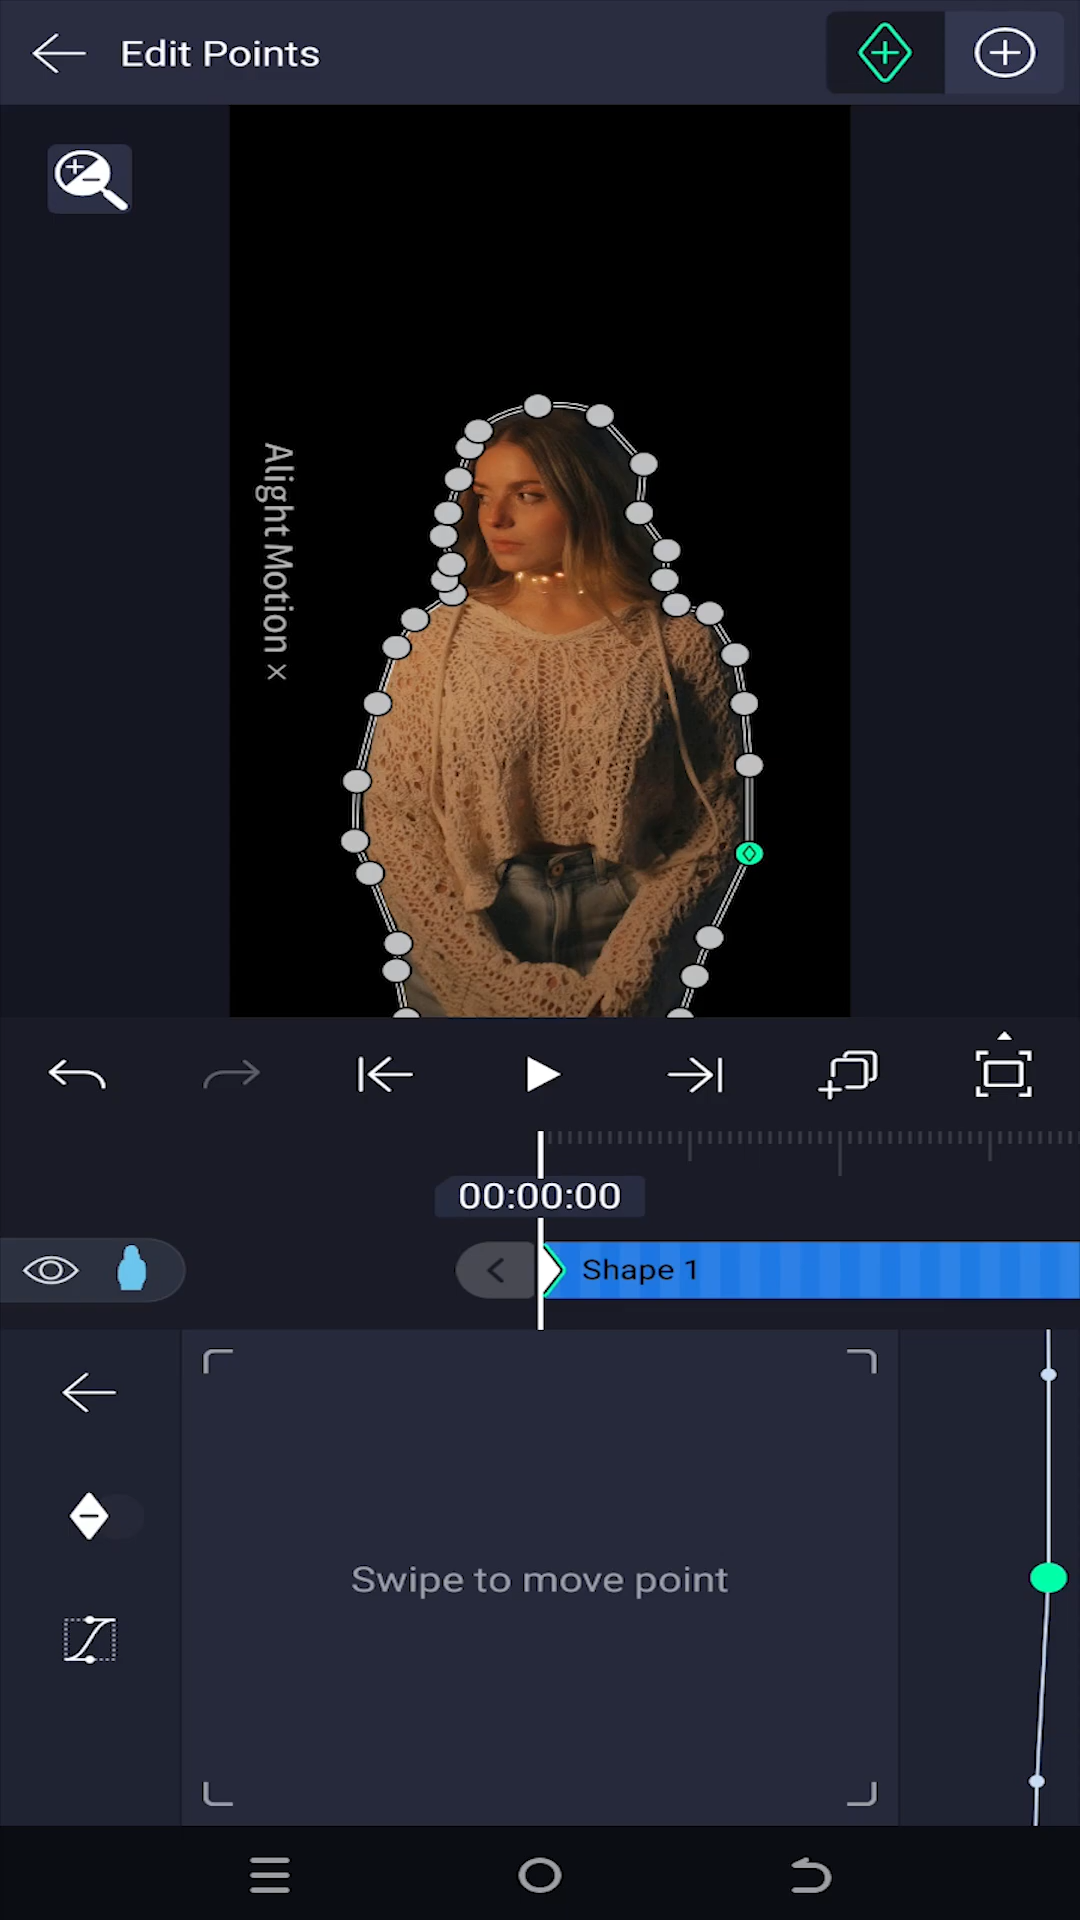 Edit Points
Alight Motion ×
00:00:00
Shape 1
Swipe to move point